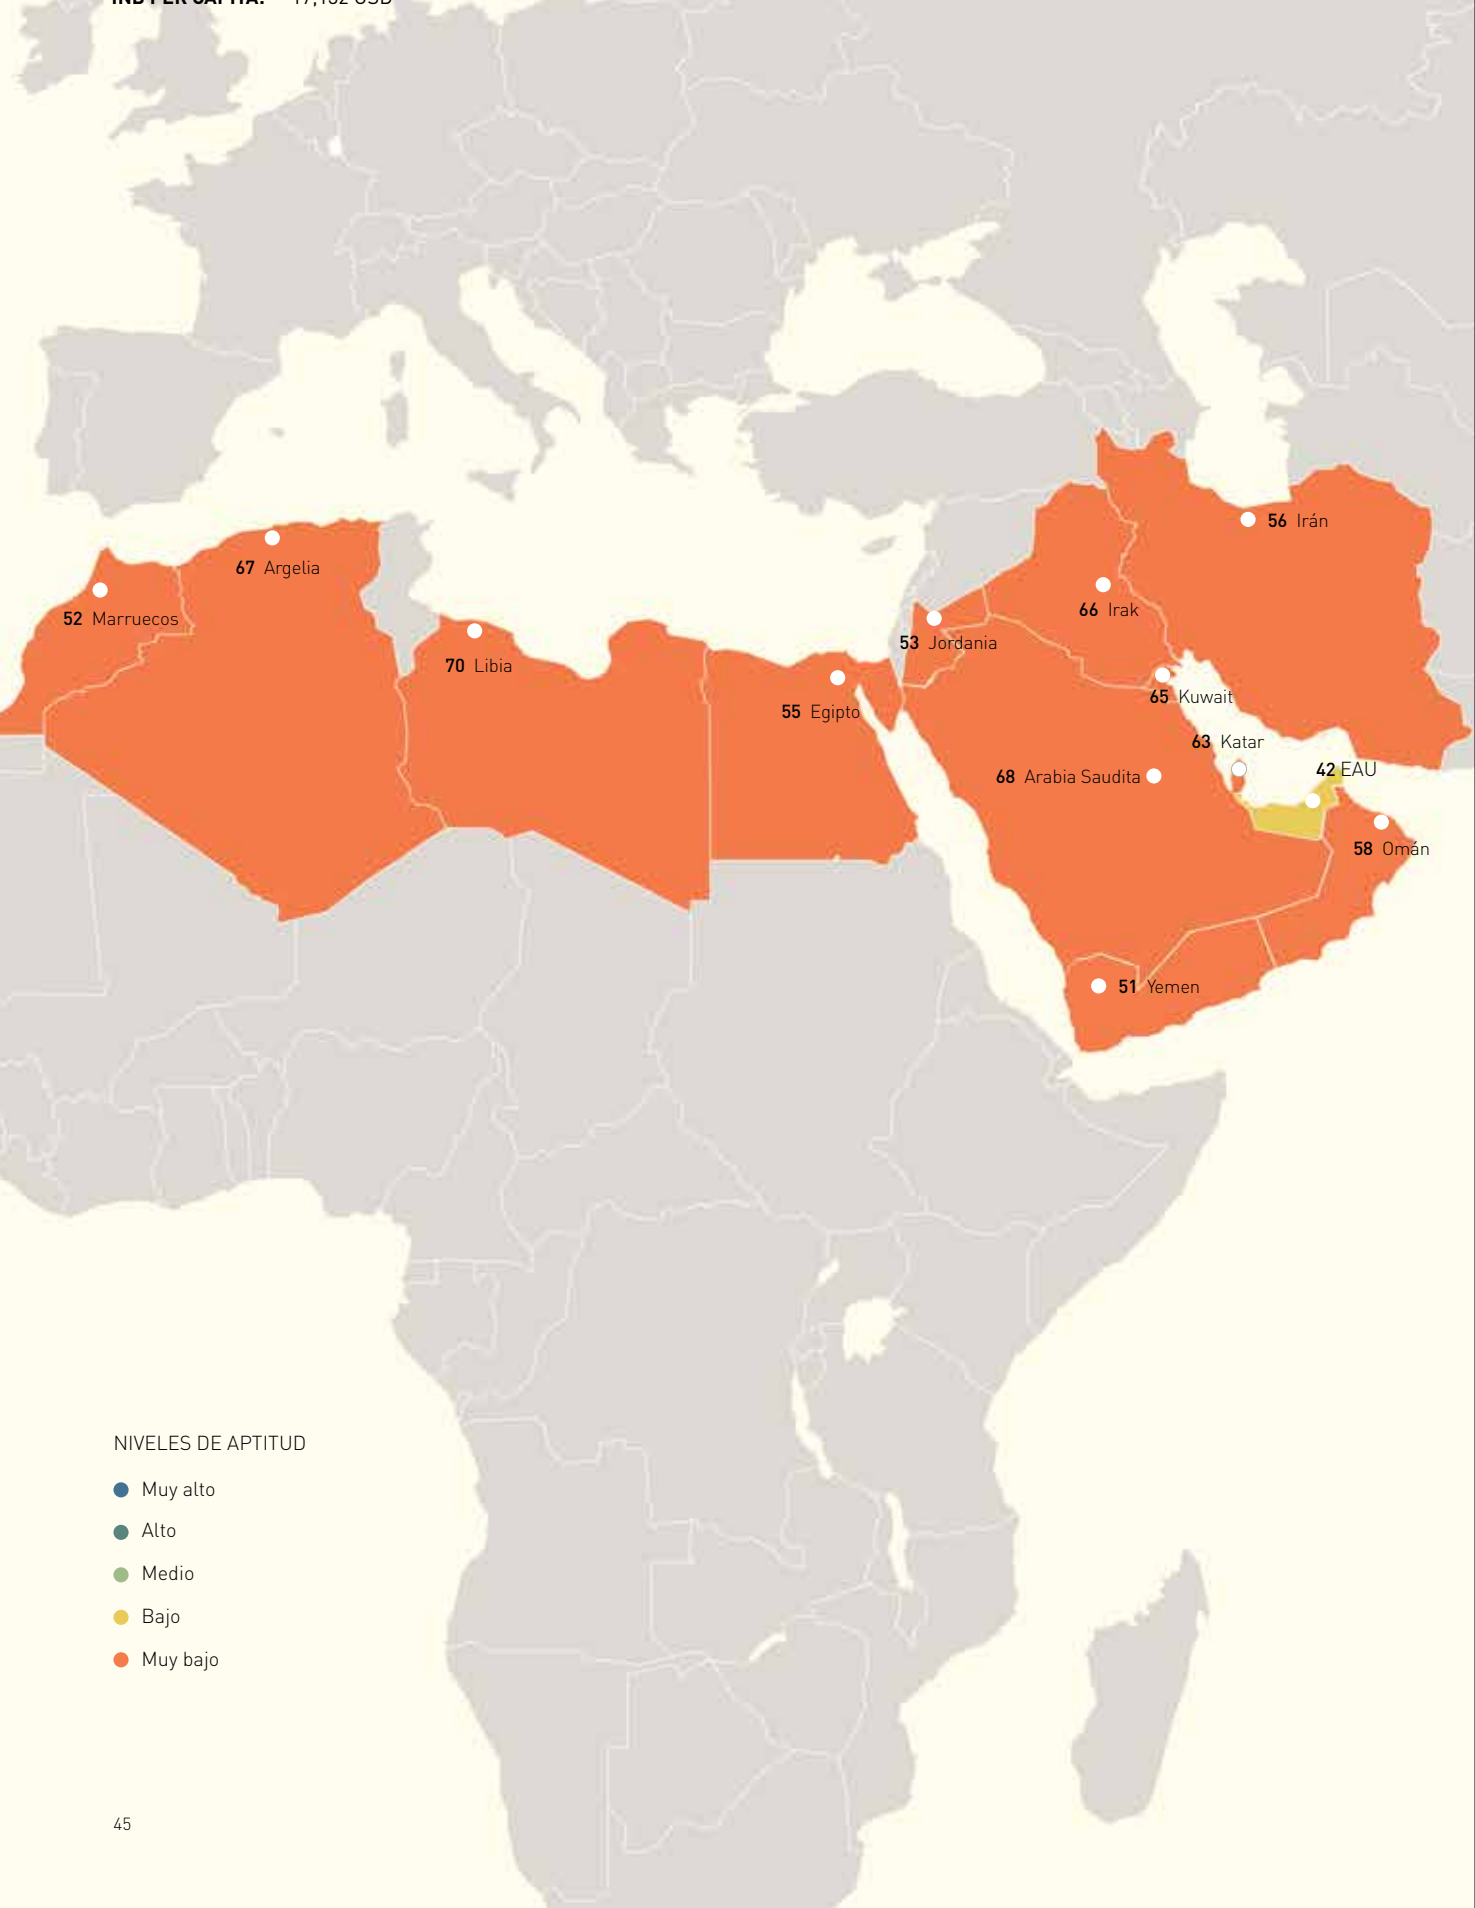 56 Irán
67 Argelia
66 Irak
52 Marruecos
53 Jordania
70 Libia
65 Kuwait
55 Egipto
63 Katar
42 EAU
68 Arabia Saudita
58 Omán
51 Yemen
NIVELES DE APTITUD
Muy alto
Alto
Medio
Bajo
Muy bajo
45